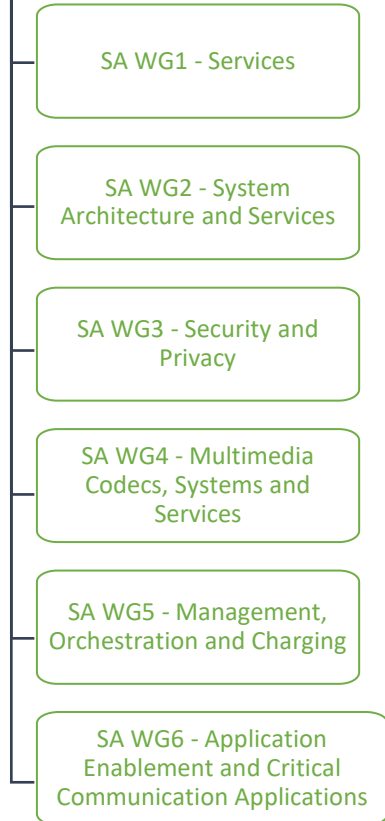 SA WG1 - Services
SA WG2 - System
Architecture and Services
SA WG3 - Security and
Privacy
SA WG4 - Multimedia
Codecs, Systems and
Services
SA WG5 - Management,
Orchestration and Charging
SA WG6 - Application
Enablement and Critical
Communication Applications